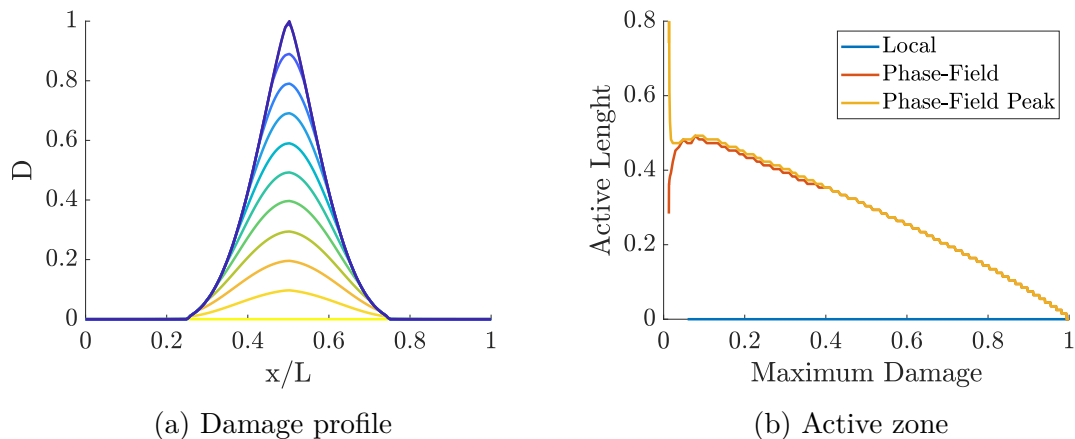 1
0.8
0.6
0.4
0.2
0
D
0 0.2 0.4 0.6 0.8 1
x/L
(a) Damage profile
0.8
0.6
0.4
0.2
0
Active Lenght
Local
Phase-Field
Phase-Field Peak
0 0.2 0.4 0.6 0.8 1
Maximum Damage
(b) Active zone